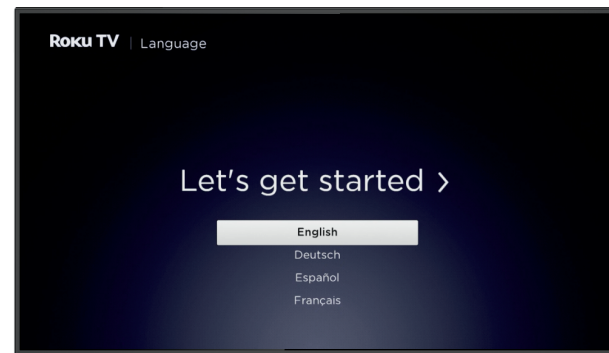 Roku TV | Language
Let's get started >
English
Deutsch
Español
Français